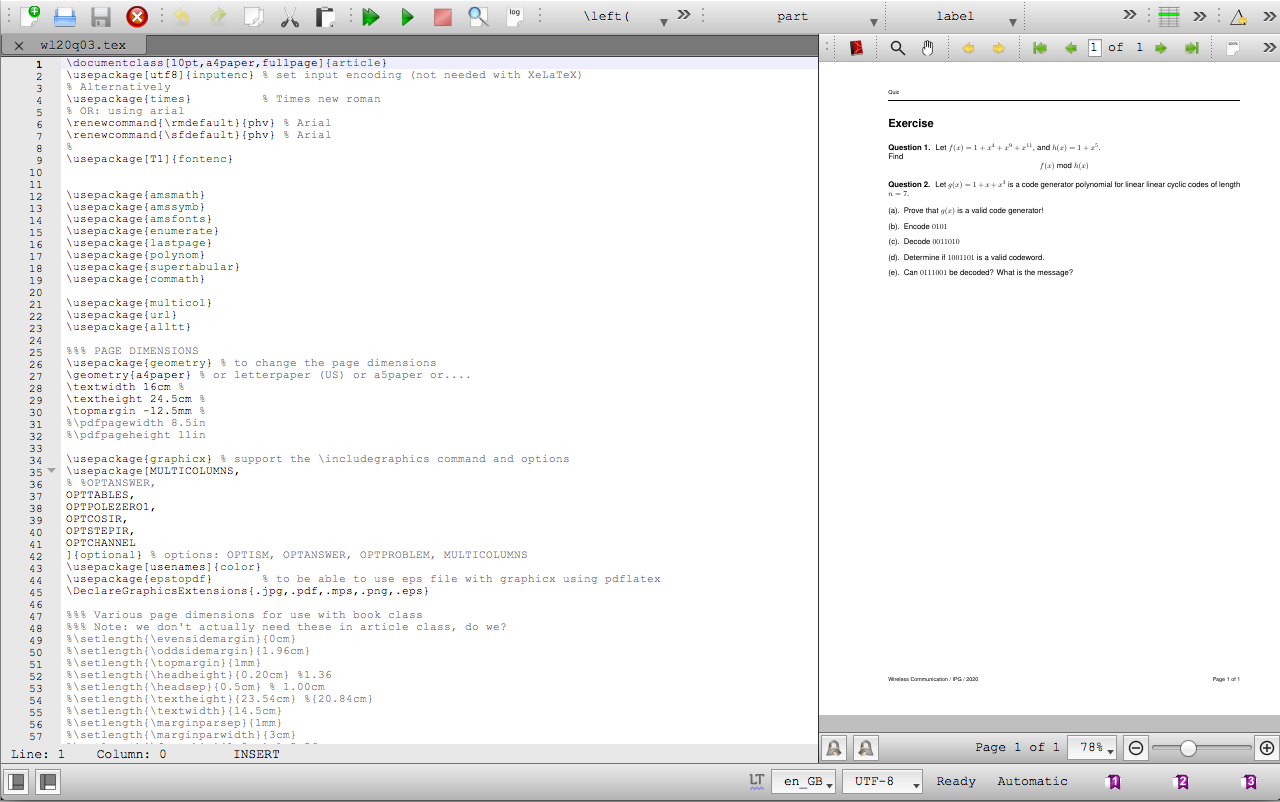 log
\left(
part
label
w120q03.tex
1 of 1
1 \documentclass[10pt,a4paper,fullpage]{article}
2 \usepackage[utf8]{inputenc} % set input encoding (not needed with XeLaTeX)
3 % Alternatively
4 \usepackage{times} % Times new roman
5 % OR: using arial
6 \renewcommand{\rmdefault}{phv} % Arial
7 \renewcommand{\sfdefault}{phv} % Arial
8 %
9 \usepackage[T1]{fontenc}
10
11
12 \usepackage{amsmath}
13 \usepackage{amssymb}
14 \usepackage{amsfonts}
15 \usepackage{enumerate}
16 \usepackage{lastpage}
17 \usepackage{polynom}
18 \usepackage{supertabular}
19 \usepackage{commath}
20
21 \usepackage{multicol}
22 \usepackage{url}
23 \usepackage{alltt}
24
25 %%% PAGE DIMENSIONS
26 \usepackage{geometry} % to change the page dimensions
27 \geometry{a4paper} % or letterpaper (US) or a5paper or....
28 \textwidth 16cm %
29 \textheight 24.5cm %
30 \topmargin -12.5mm %
31 %\pdfpagewidth 8.5in
32 %\pdfpageheight 11in
33
34 \usepackage{graphicx} % support the \includegraphics command and options
35 \usepackage[MULTICOLUMNS,
36 % %OPTANSWER,
37 OPTTABLES,
38 OPTPOLEZERO1,
39 OPTCOSIR,
40 OPTSTEPIR,
41 OPTCHANNEL
42 ]{optional} % options: OPTISM, OPTANSWER, OPTPROBLEM, MULTICOLUMNS
43 \usepackage[usenames]{color}
44 \usepackage{epstopdf} % to be able to use eps file with graphicx using pdflatex
45 \DeclareGraphicsExtensions{.jpg,.pdf,.mps,.png,.eps}
46
47 %%% Various page dimensions for use with book class
48 %%% Note: we don't actually need these in article class, do we?
49 %\setlength{\evensidemargin}{0cm}
50 %\setlength{\oddsidemargin}{1.96cm}
51 %\setlength{\topmargin}{1mm}
52 %\setlength{\headheight}{0.20cm} %1.36
53 %\setlength{\headsep}{0.5cm} % 1.00cm
54 %\setlength{\textheight}{23.54cm} %{20.84cm}
55 %\setlength{\textwidth}{14.5cm}
56 %\setlength{\marginparsep}{1mm}
57 %\setlength{\marginparwidth}{3cm}
Quiz
Exercise
Question 1. Let f(x) = 1 + x⁴ + x⁹ + x¹¹, and h(x) = 1 + x⁵.
Find
f(x) mod h(x)
Question 2. Let g(x) = 1 + x + x³ is a code generator polynomial for linear linear cyclic codes of length
n = 7.
(a). Prove that g(x) is a valid code generator!
(b). Encode 0101
(c). Decode 0011010
(d). Determine if 1001101 is a valid codeword.
(e). Can 0111001 be decoded? What is the message?
Wireless Communication / IPG / 2020 Page 1 of 1
Line: 1 Column: 0 INSERT
Page 1 of 1 78%
LT en_GB UTF-8 Ready Automatic 1 2 3